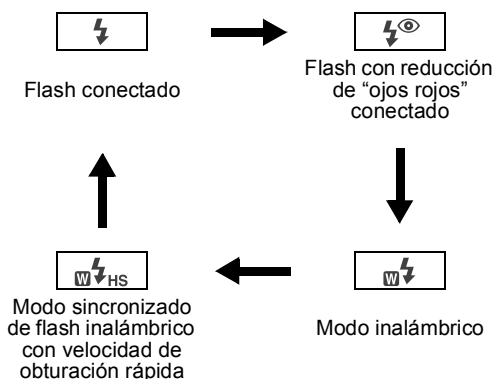 Flash conectado
Flash con reducción
de “ojos rojos”
conectado
W HS
Modo sincronizado
de flash inalámbrico
con velocidad de
obturación rápida
W
Modo inalámbrico